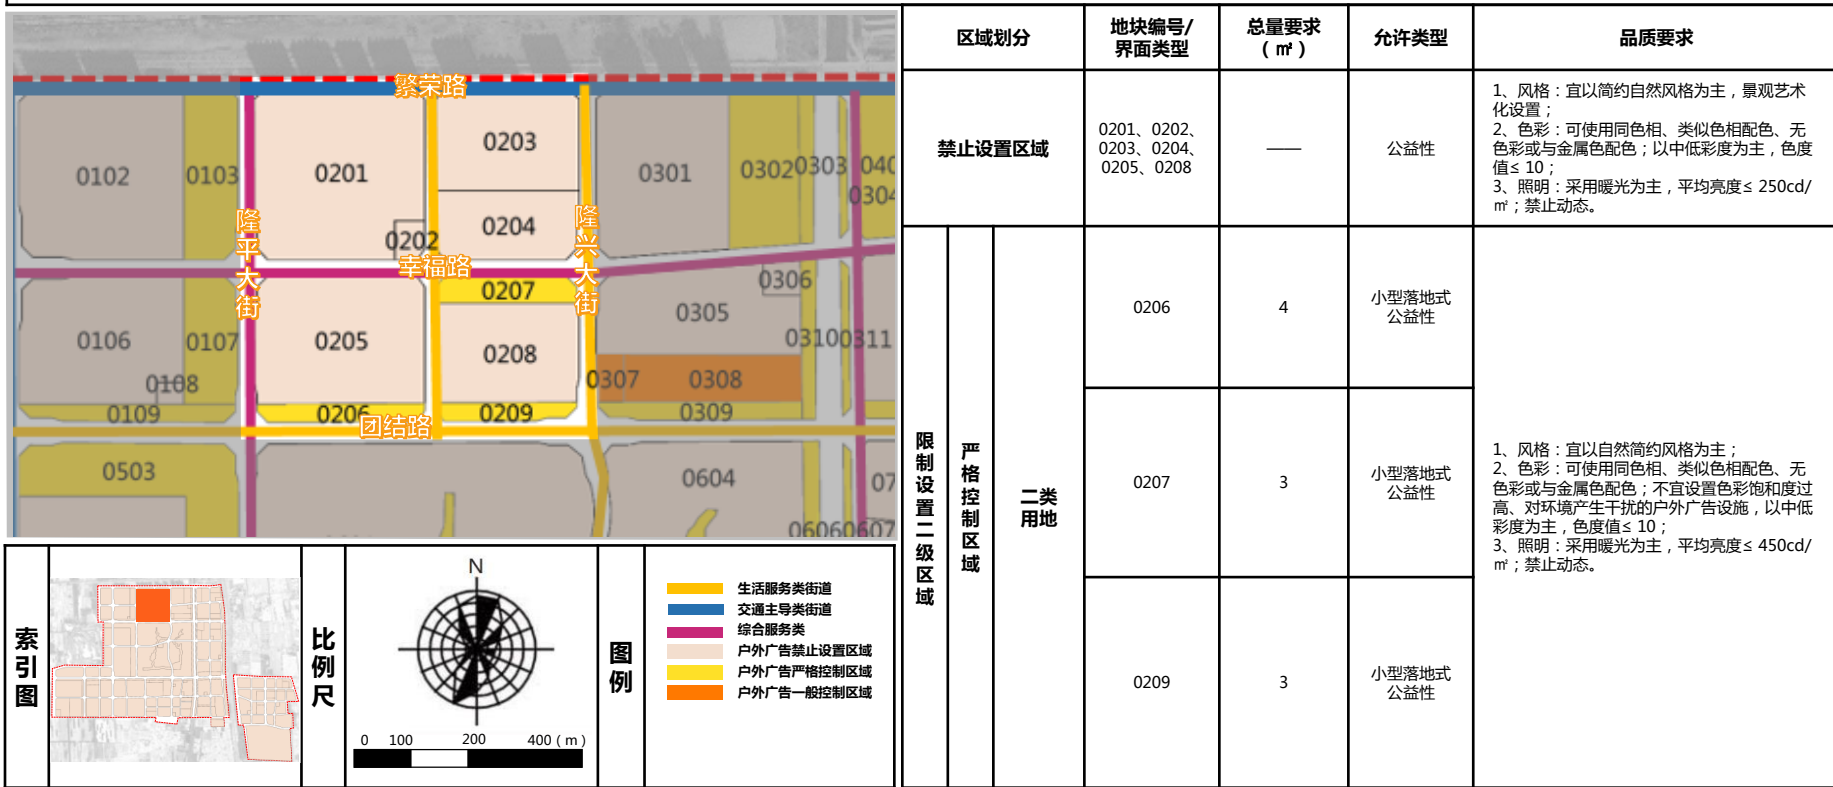 繁荣路
0102
0103
0201
0203
0301
0302
0303
040
0304
0202
0204
隆平大街
隆兴大街
幸福路
0106
0107
0108
0109
0205
0206
0207
0208
0209
0305
0306
0307
0308
0309
0310
0311
团结路
0503
0604
07
0606
0607
索引图
比例尺
N
0 100 200 400（m）
图例
生活服务类街道
交通主导类街道
综合服务类
户外广告禁止设置区域
户外广告严格控制区域
户外广告一般控制区域
区域划分
地块编号/
界面类型
总量要求
（㎡）
允许类型
品质要求
禁止设置区域
0201、0202、
0203、0204、
0205、0208
——
公益性
1、风格：宜以简约自然风格为主，景观艺术
化设置；
2、色彩：可使用同色相、类似色相配色、无
色彩或与金属色配色；以中低彩度为主，色度
值≤ 10；
3、照明：采用暖光为主，平均亮度≤ 250cd/
㎡；禁止动态。
限制设置二级区域
严格控制区域
二类
用地
0206
4
小型落地式
公益性
0207
3
小型落地式
公益性
0209
3
小型落地式
公益性
1、风格：宜以自然简约风格为主；
2、色彩：可使用同色相、类似色相配色、无
色彩或与金属色配色；不宜设置色彩饱和度过
高、对环境产生干扰的户外广告设施，以中低
彩度为主，色度值≤ 10；
3、照明：采用暖光为主，平均亮度≤ 450cd/
㎡；禁止动态。